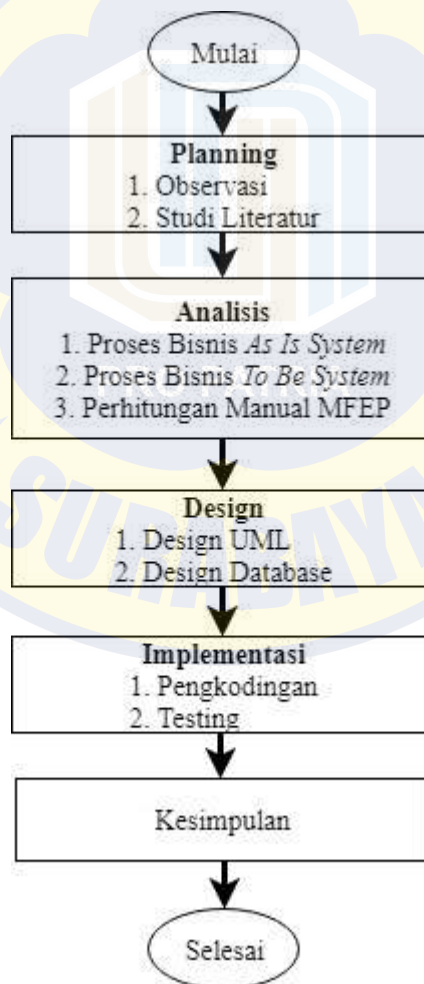 Mulai
Planning
1. Observasi
2. Studi Literatur
Analisis
1. Proses Bisnis As Is System
2. Proses Bisnis To Be System
3. Perhitungan Manual MFEP
Design
1. Design UML
2. Design Database
Implementasi
1. Pengkodingan
2. Testing
Kesimpulan
Selesai
SURABAYA